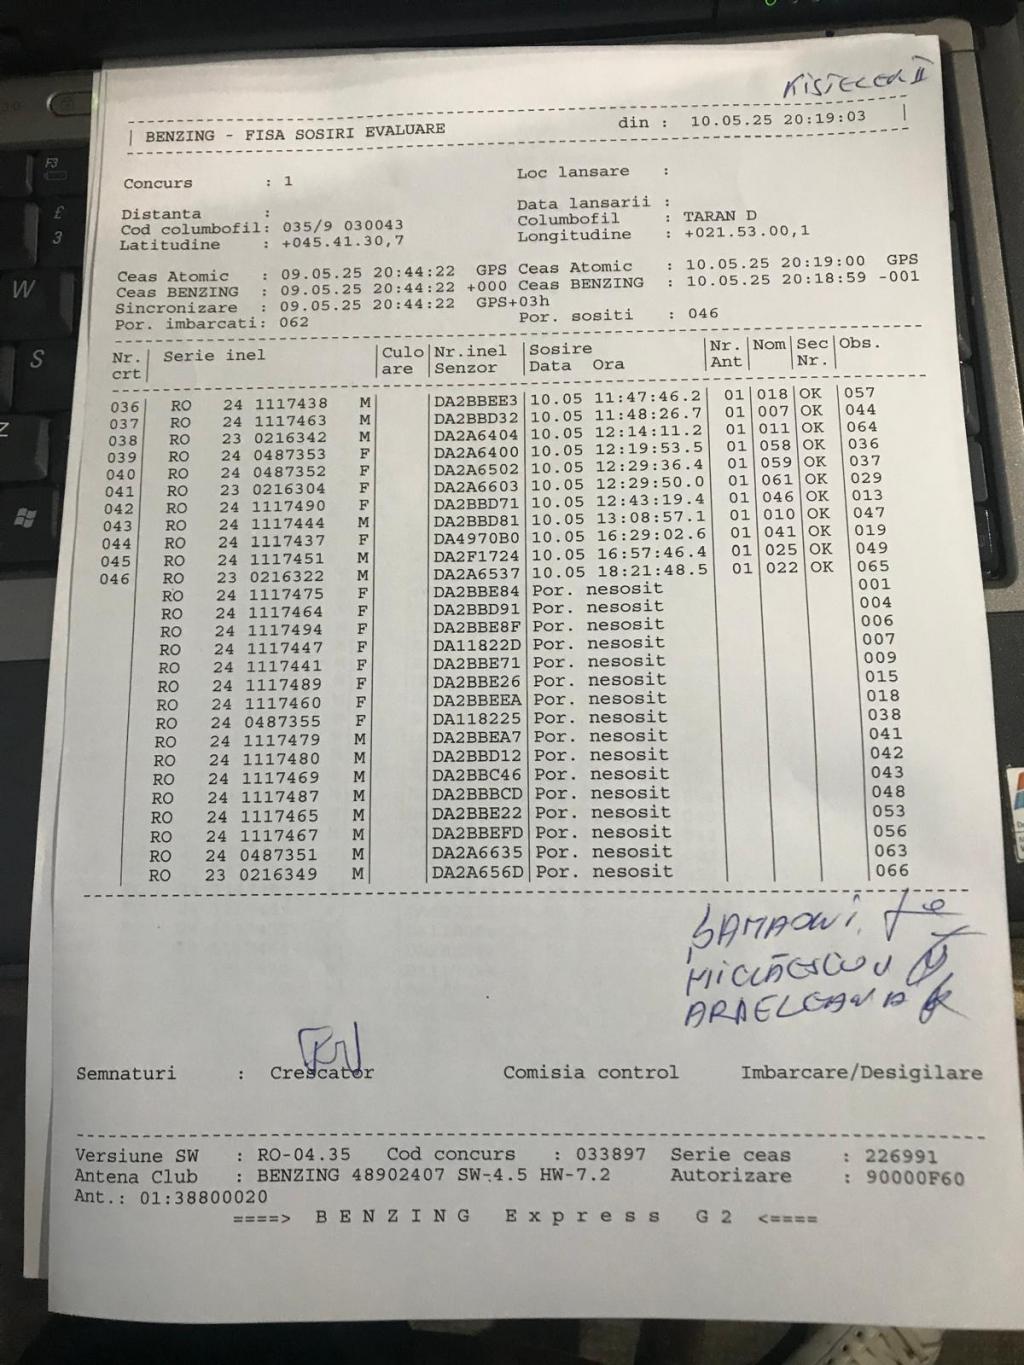 KISTELEK II
BENZING - FISA SOSIRI EVALUARE din : 10.05.25 20:19:03
Concurs : 1 Loc lansare :
Distanta : Data lansarii :
Cod columbofil: 035/9 030043 Columbofil : TARAN D
Latitudine : +045.41.30,7 Longitudine : +021.53.00,1
Ceas Atomic : 09.05.25 20:44:22 GPS Ceas Atomic : 10.05.25 20:19:00 GPS
Ceas BENZING : 09.05.25 20:44:22 +000 Ceas BENZING : 10.05.25 20:18:59 -001
Sincronizare : 09.05.25 20:44:22 GPS+03h
Por. imbarcati: 062 Por. sositi : 046
Nr. Serie inel Culo Nr.inel Sosire Nr. Nom Sec Obs.
crt are Senzor Data Ora Ant Nr.
036 RO 24 1117438 M DA2BBEE3 10.05 11:47:46.2 01 018 OK 057
037 RO 24 1117463 M DA2BBD32 10.05 11:48:26.7 01 007 OK 044
038 RO 23 0216342 M DA2A6404 10.05 12:14:11.2 01 011 OK 064
039 RO 24 0487353 F DA2A6400 10.05 12:19:53.5 01 058 OK 036
040 RO 24 0487352 F DA2A6502 10.05 12:29:36.4 01 059 OK 037
041 RO 23 0216304 F DA2A6603 10.05 12:29:50.0 01 061 OK 029
042 RO 24 1117490 F DA2BBD71 10.05 12:43:19.4 01 046 OK 013
043 RO 24 1117444 M DA2BBD81 10.05 13:08:57.1 01 010 OK 047
044 RO 24 1117437 F DA4970B0 10.05 16:29:02.6 01 041 OK 019
045 RO 24 1117451 M DA2F1724 10.05 16:57:46.4 01 025 OK 049
046 RO 23 0216322 M DA2A6537 10.05 18:21:48.5 01 022 OK 065
RO 24 1117475 F DA2BBE84 Por. nesosit 001
RO 24 1117464 F DA2BBD91 Por. nesosit 004
RO 24 1117494 F DA2BBE8F Por. nesosit 006
RO 24 1117447 F DA11822D Por. nesosit 007
RO 24 1117441 F DA2BBE71 Por. nesosit 009
RO 24 1117489 F DA2BBE26 Por. nesosit 015
RO 24 1117460 F DA2BBEEA Por. nesosit 018
RO 24 0487355 F DA118225 Por. nesosit 038
RO 24 1117479 M DA2BBEA7 Por. nesosit 041
RO 24 1117480 M DA2BBD12 Por. nesosit 042
RO 24 1117469 M DA2BBC46 Por. nesosit 043
RO 24 1117487 M DA2BBBCD Por. nesosit 048
RO 24 1117465 M DA2BBE22 Por. nesosit 053
RO 24 1117467 M DA2BBEFD Por. nesosit 056
RO 24 0487351 M DA2A6635 Por. nesosit 063
RO 23 0216349 M DA2A656D Por. nesosit 066
Semnaturi : Crescator Comisia control Imbarcare/Desigilare
Versiune SW : RO-04.35 Cod concurs : 033897 Serie ceas : 226991
Antena Club : BENZING 48902407 SW-4.5 HW-7.2 Autorizare : 90000F60
Ant.: 01:38800020
====> B E N Z I N G E x p r e s s G 2 <====